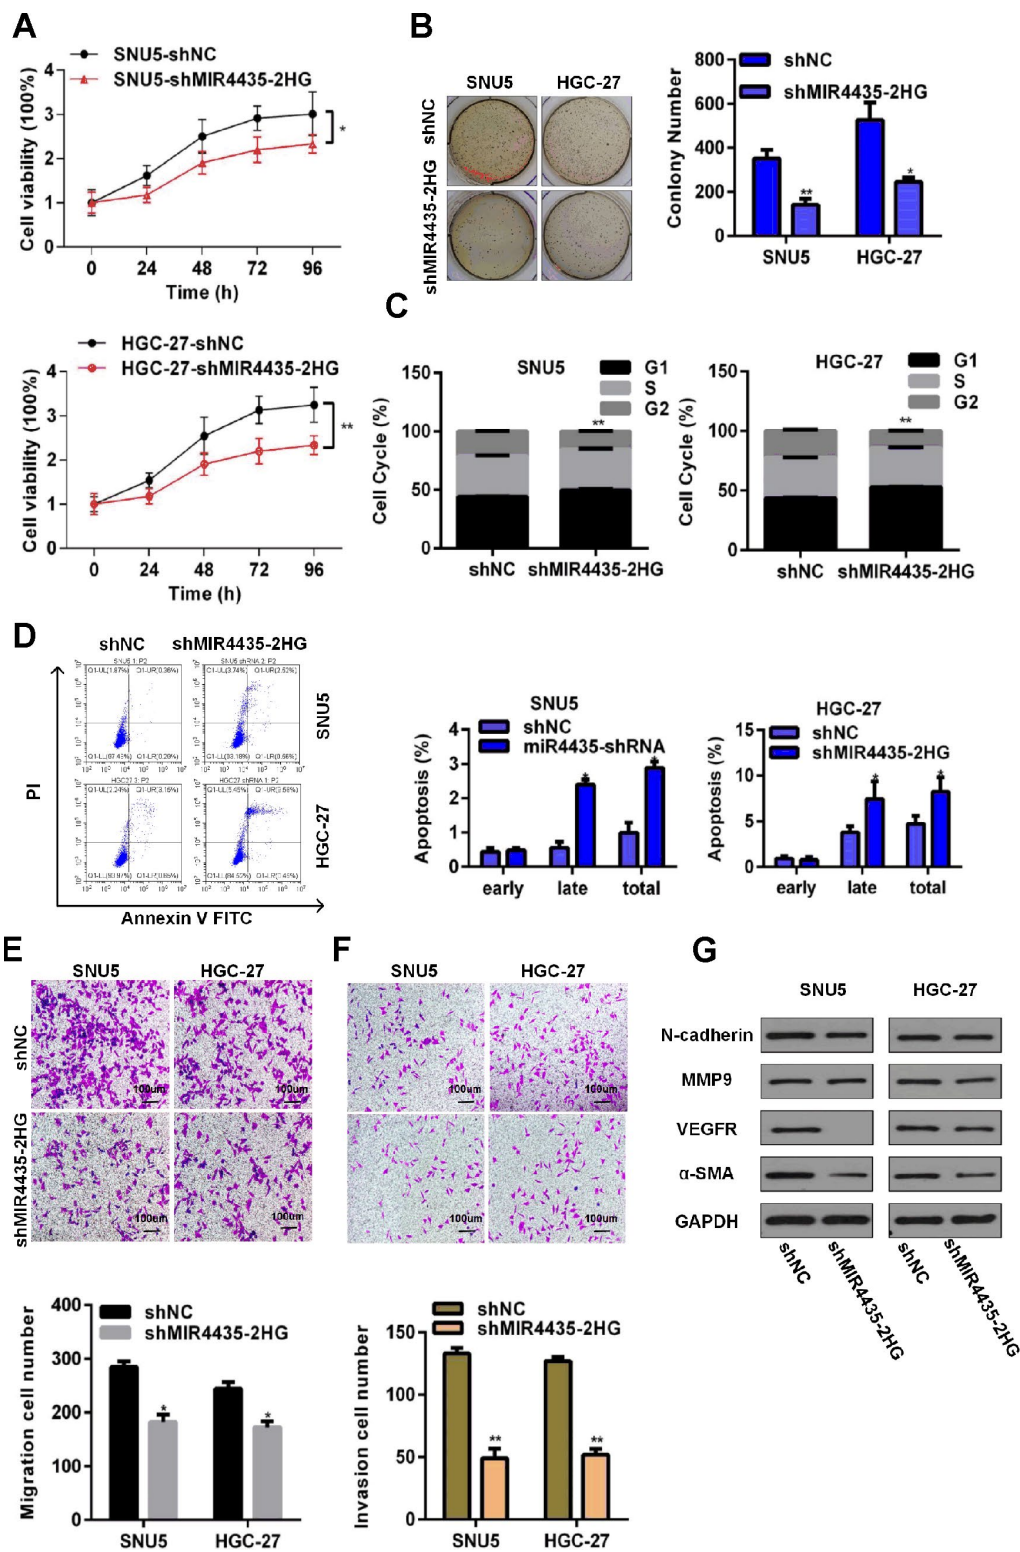 A
SNU5-shNC
SNU5-shMIR4435-2HG
Cell viability (100%)
4
3
2
1
0
*
0 24 48 72 96
Time (h)
HGC-27-shNC
HGC-27-shMIR4435-2HG
Cell viability (100%)
4
3
2
1
0
**
0 24 48 72 96
Time (h)
B
SNU5 HGC-27
shNC
shMIR4435-2HG
shNC
shMIR4435-2HG
Conlony Number
800
600
400
200
0
**
*
SNU5 HGC-27
C
SNU5
G1
S
G2
Cell Cycle (%)
150
100
50
0
**
shNC shMIR4435-2HG
HGC-27
G1
S
G2
Cell Cycle (%)
150
100
50
0
**
shNC shMIR4435-2HG
D
shNC shMIR4435-2HG
SNU5
HGC-27
PI
Annexin V FITC
SNU5
shNC
miR4435-shRNA
Apoptosis (%)
4
3
2
1
0
* *
early late total
HGC-27
shNC
shMIR4435-2HG
Apoptosis (%)
15
10
5
0
* *
early late total
E
SNU5 HGC-27
shNC
100um 100um
shMIR4435-2HG
100um 100um
shNC
shMIR4435-2HG
Migration cell number
400
300
200
100
0
* *
SNU5 HGC-27
F
SNU5 HGC-27
100um 100um
100um 100um
shNC
shMIR4435-2HG
Invasion cell number
150
100
50
0
** **
SNU5 HGC-27
G
SNU5 HGC-27
N-cadherin
MMP9
VEGFR
α-SMA
GAPDH
shNC shMIR4435-2HG shNC shMIR4435-2HG